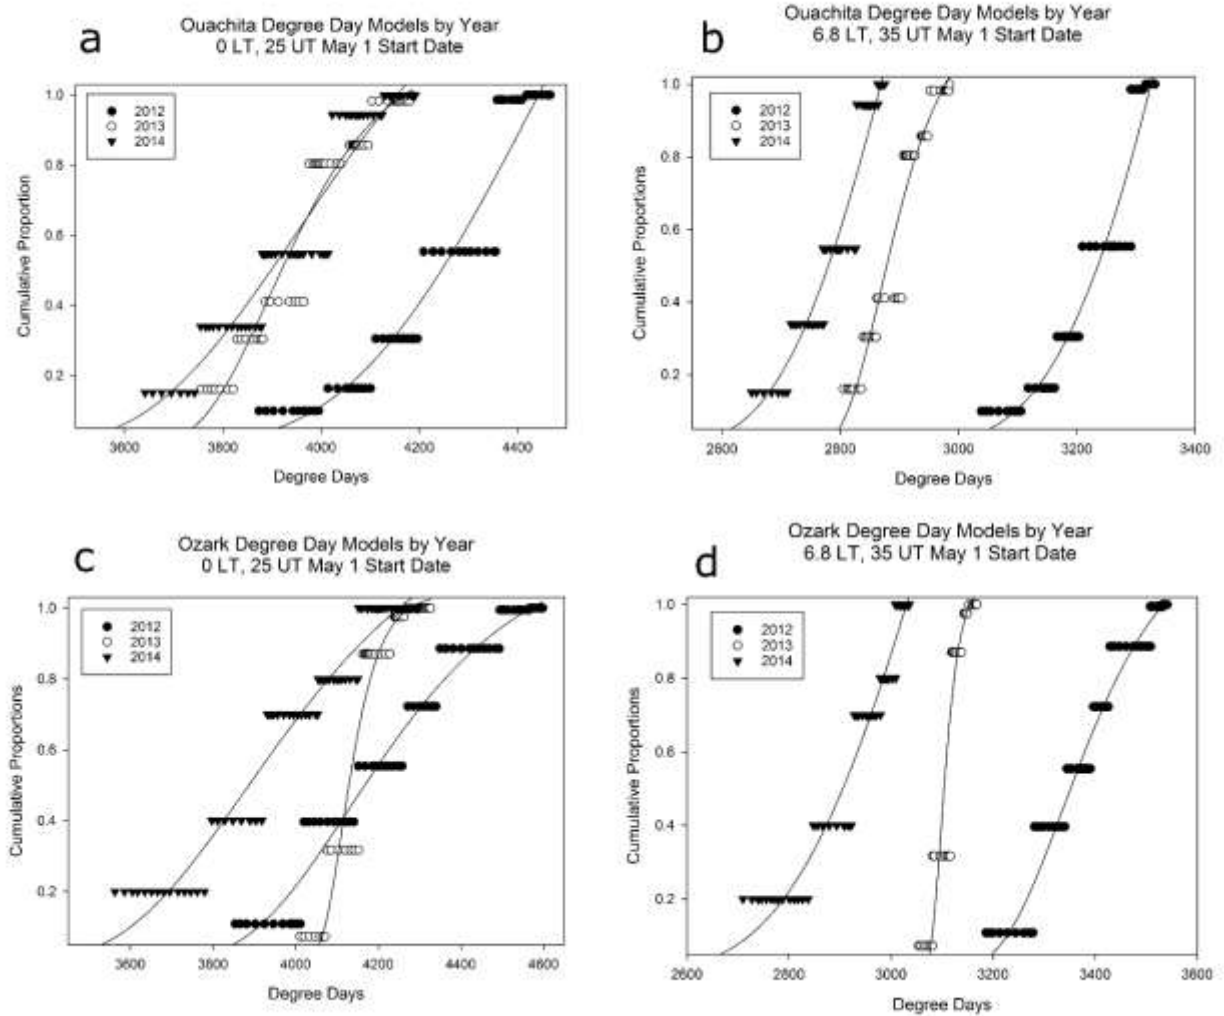 a
Ouachita Degree Day Models by Year
0 LT, 25 UT May 1 Start Date
Cumulative Proportion
1.0
0.8
0.6
0.4
0.2
2012
2013
2014
3600
3800
4000
4200
4400
Degree Days
b
Ouachita Degree Day Models by Year
6.8 LT, 35 UT May 1 Start Date
Cumulative Proportions
1.0
0.8
0.6
0.4
0.2
2012
2013
2014
2600
2800
3000
3200
3400
Degree Days
c
Ozark Degree Day Models by Year
0 LT, 25 UT May 1 Start Date
Cumulative Proportions
1.0
0.8
0.6
0.4
0.2
2012
2013
2014
3600
3800
4000
4200
4400
4600
Degree Days
d
Ozark Degree Day Models by Year
6.8 LT, 35 UT May 1 Start Date
Cumulative Proportions
1.0
0.8
0.6
0.4
0.2
2012
2013
2014
2600
2800
3000
3200
3400
3600
Degree Days